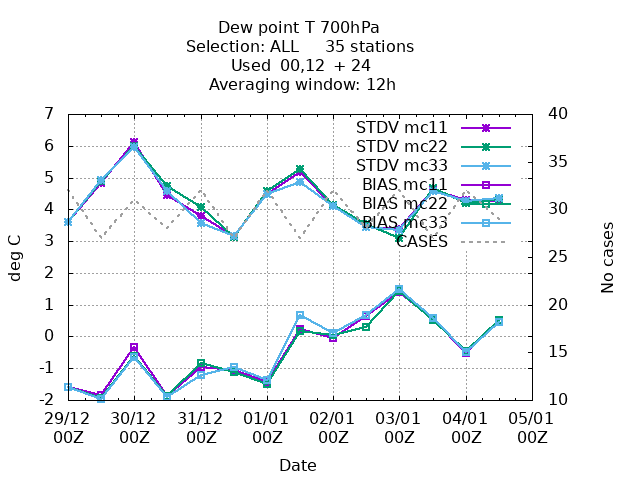 Dew point T 700hPa
Selection: ALL 35 stations
Used 00,12 + 24
Averaging window: 12h
7 40
STDV mc11
STDV mc22
6
35
STDV mc33
5
BIAS mc11
4 30
BIAS mc22
BIAS mc33
CASES
3
25
deg C
No cases
2
1 20
0
15
-1
-2 10
29/12 30/12 31/12 01/01 02/01 03/01 04/01 05/01
00Z 00Z 00Z 00Z 00Z 00Z 00Z 00Z
Date